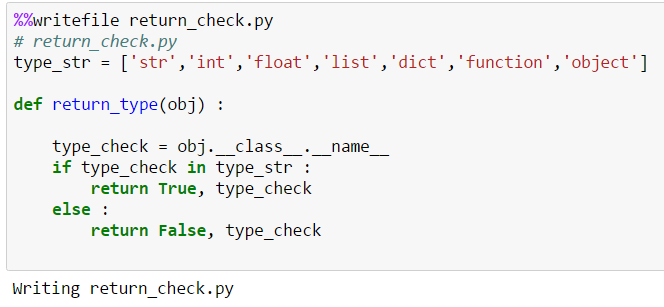 %%writefile return_check.py
# return_check.py
type_str = ['str','int','float','list','dict','function','object']
def return_type(obj) :
type_check = obj.__class__.__name__
if type_check in type_str :
return True, type_check
else :
return False, type_check
Writing return_check.py